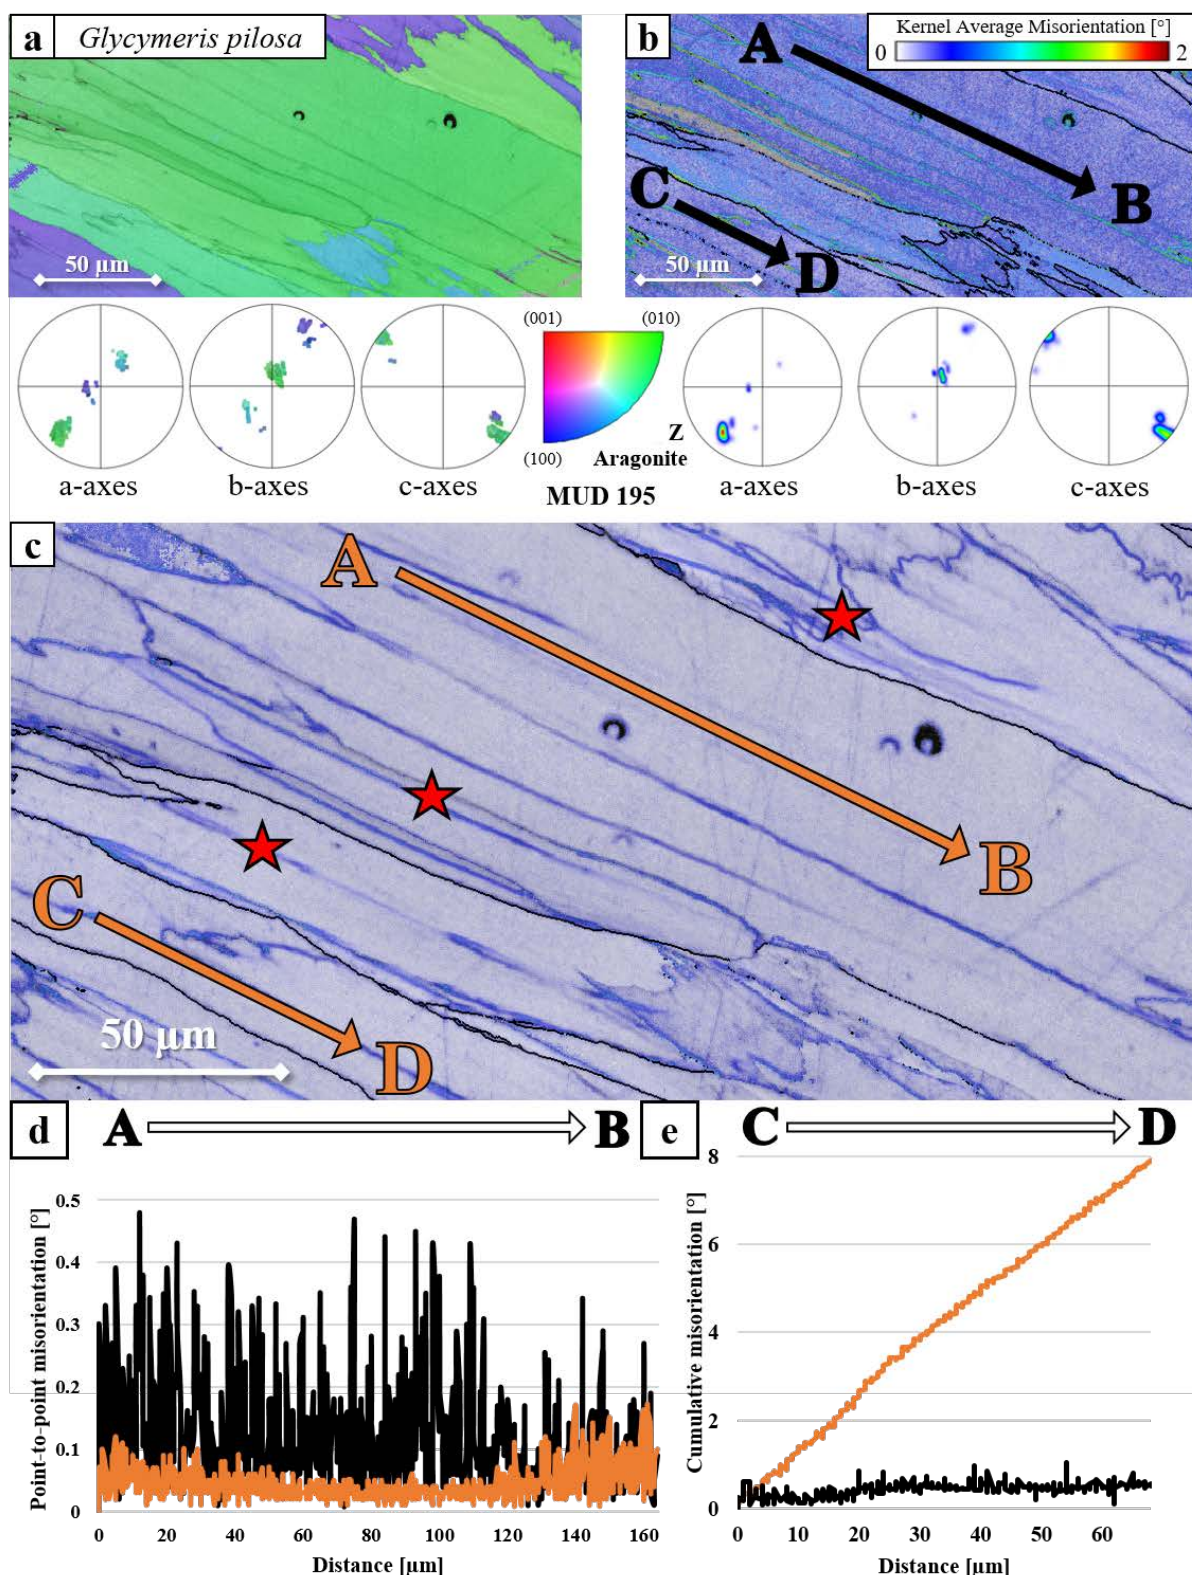 a
Glycymeris pilosa
50 µm
b
Kernel Average Misorientation [°]
0
2
A
B
C
D
50 µm
a-axes
b-axes
c-axes
(001)
(010)
(100)
Z
Aragonite
MUD 195
a-axes
b-axes
c-axes
c
A
B
C
D
50 µm
d
A
B
Point-to-point misorientation [°]
0.5
0.4
0.3
0.2
0.1
0
0 20 40 60 80 100 120 140 160
Distance [µm]
e
C
D
Cumulative misorientation [°]
8
6
4
2
0
0 10 20 30 40 50 60
Distance [µm]